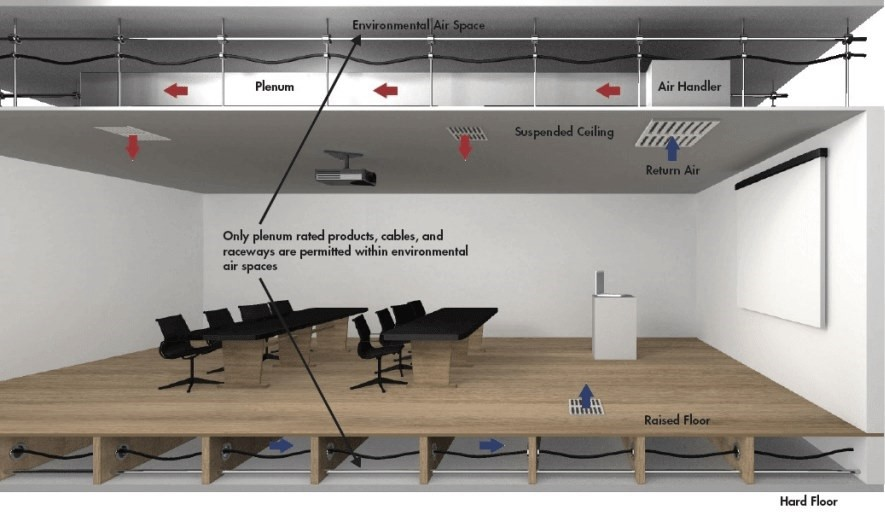 Environmental Air Space
Plenum
Air Handler
Suspended Ceiling
Return Air
Only plenum rated products, cables, and
raceways are permitted within environmental
air spaces
Raised Floor
Hard Floor